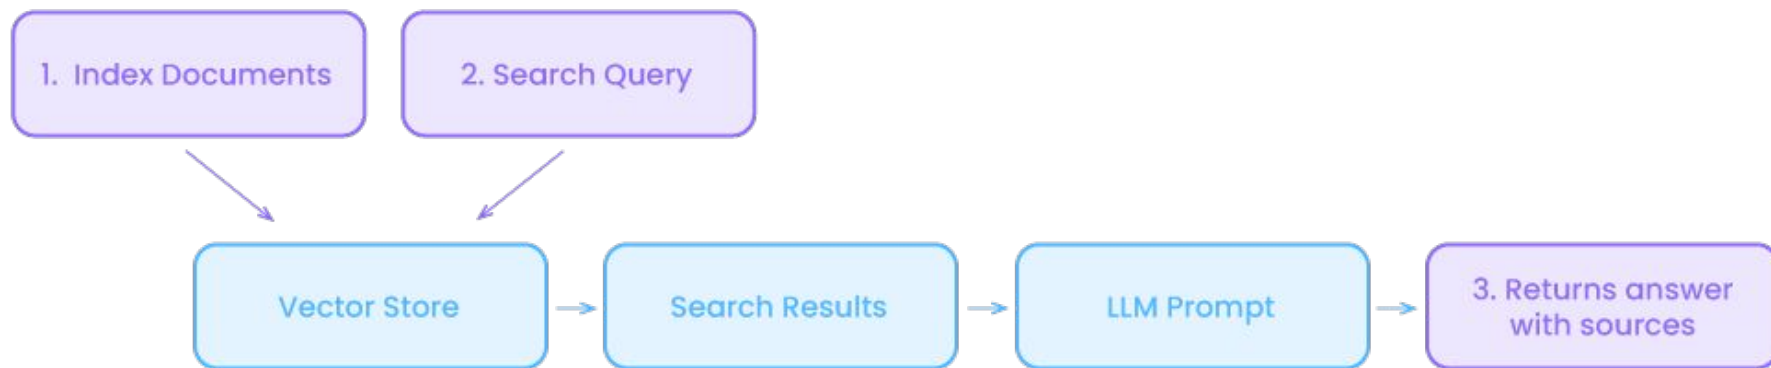 1. Index Documents
2. Search Query
Vector Store
Search Results
LLM Prompt
3. Returns answer
with sources